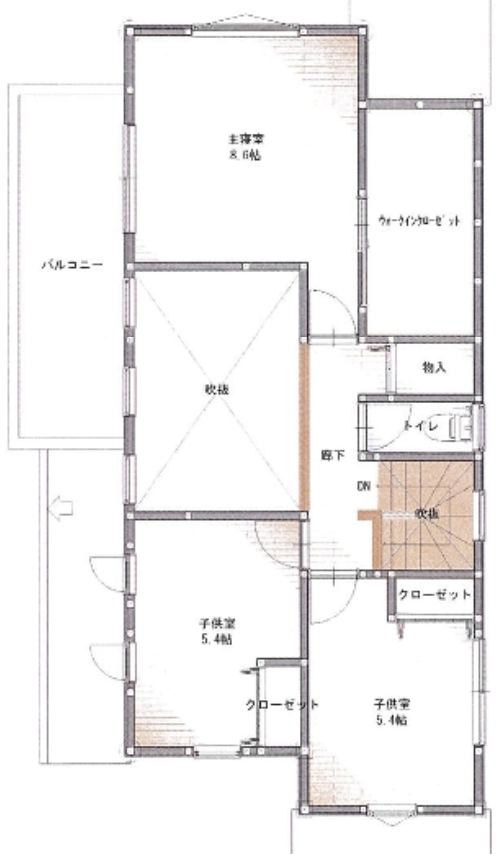 主寝室
8.6帖
ウォークインクローゼット
バルコニー
物入
吹抜
トイレ
廊下
DN
吹抜
クローゼット
子供室
5.4帖
クローゼット
子供室
5.4帖